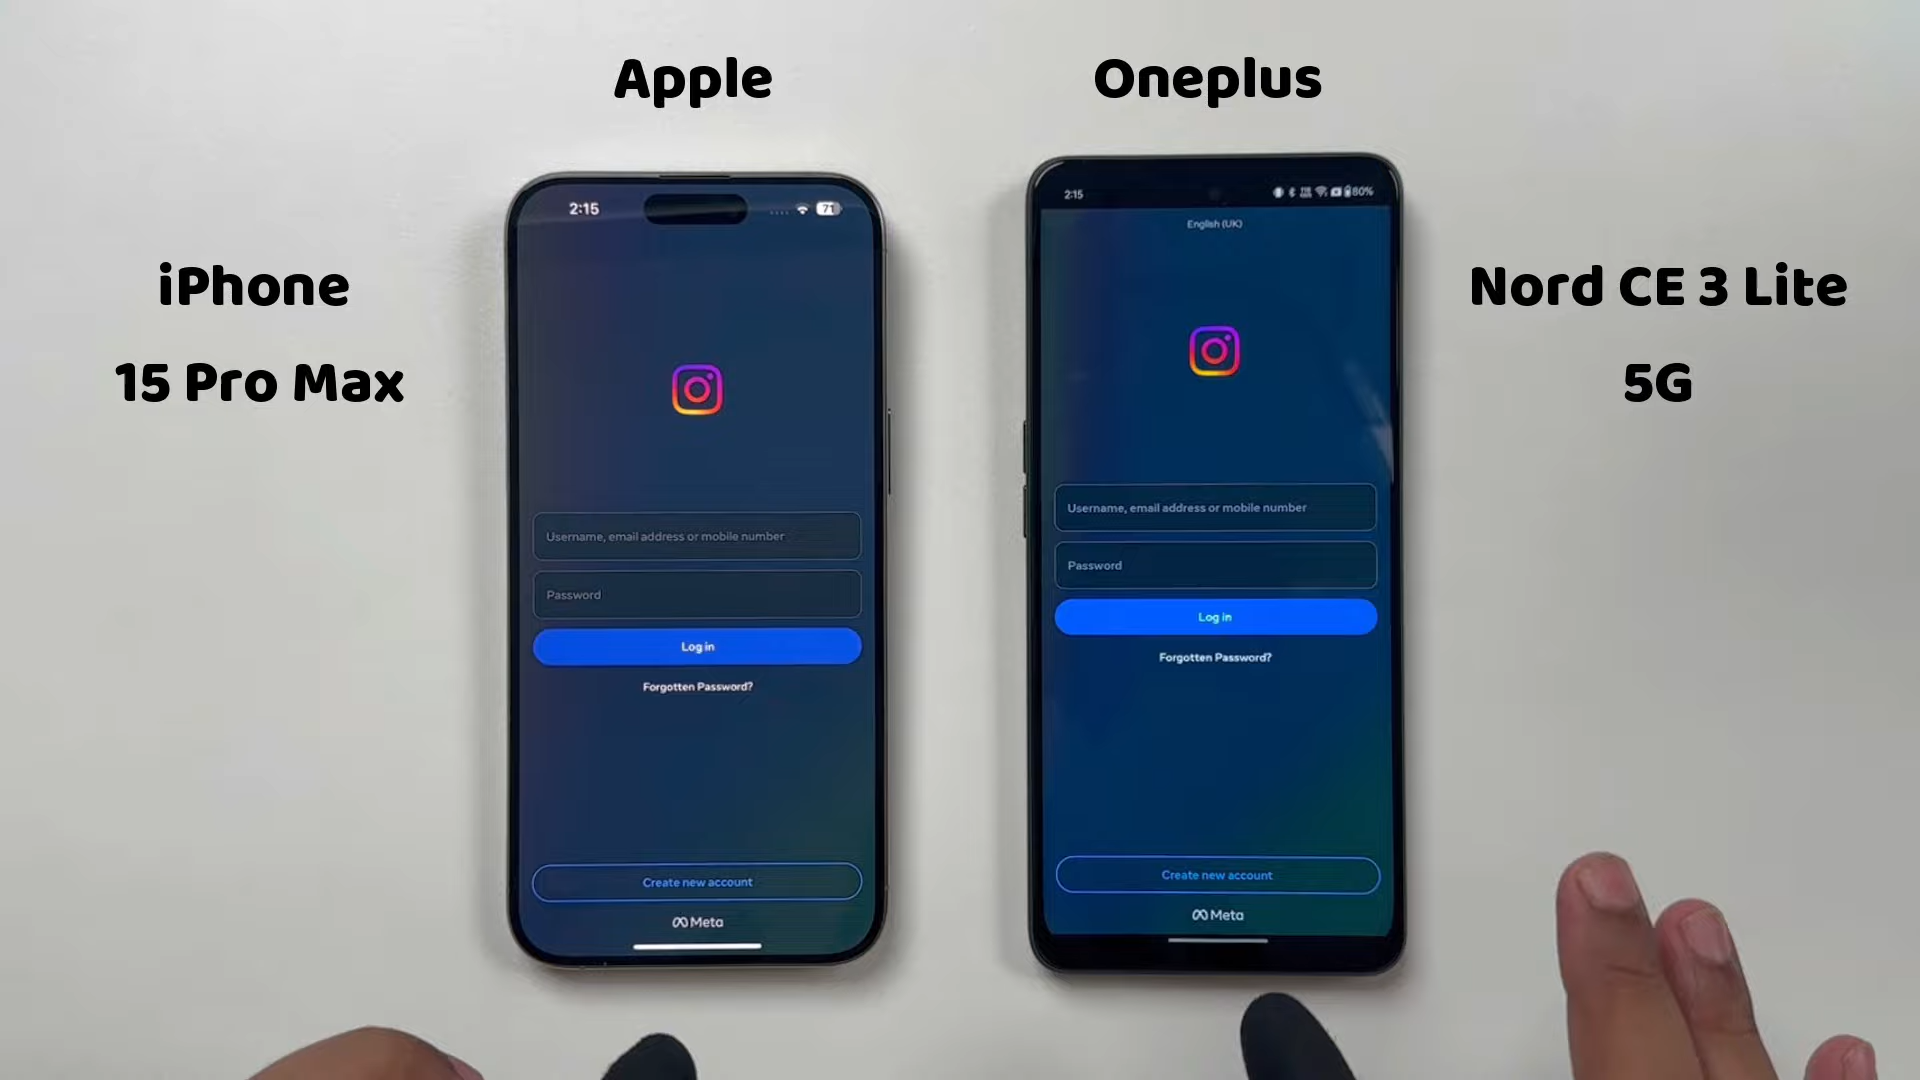 Apple
Oneplus
iPhone
15 Pro Max
Nord CE 3 Lite
5G
2:15
71
Username, email address or mobile number
Password
Log in
Forgotten Password?
Create new account
Meta
2:15
80%
English (UK)
Username, email address or mobile number
Password
Log in
Forgotten Password?
Create new account
Meta